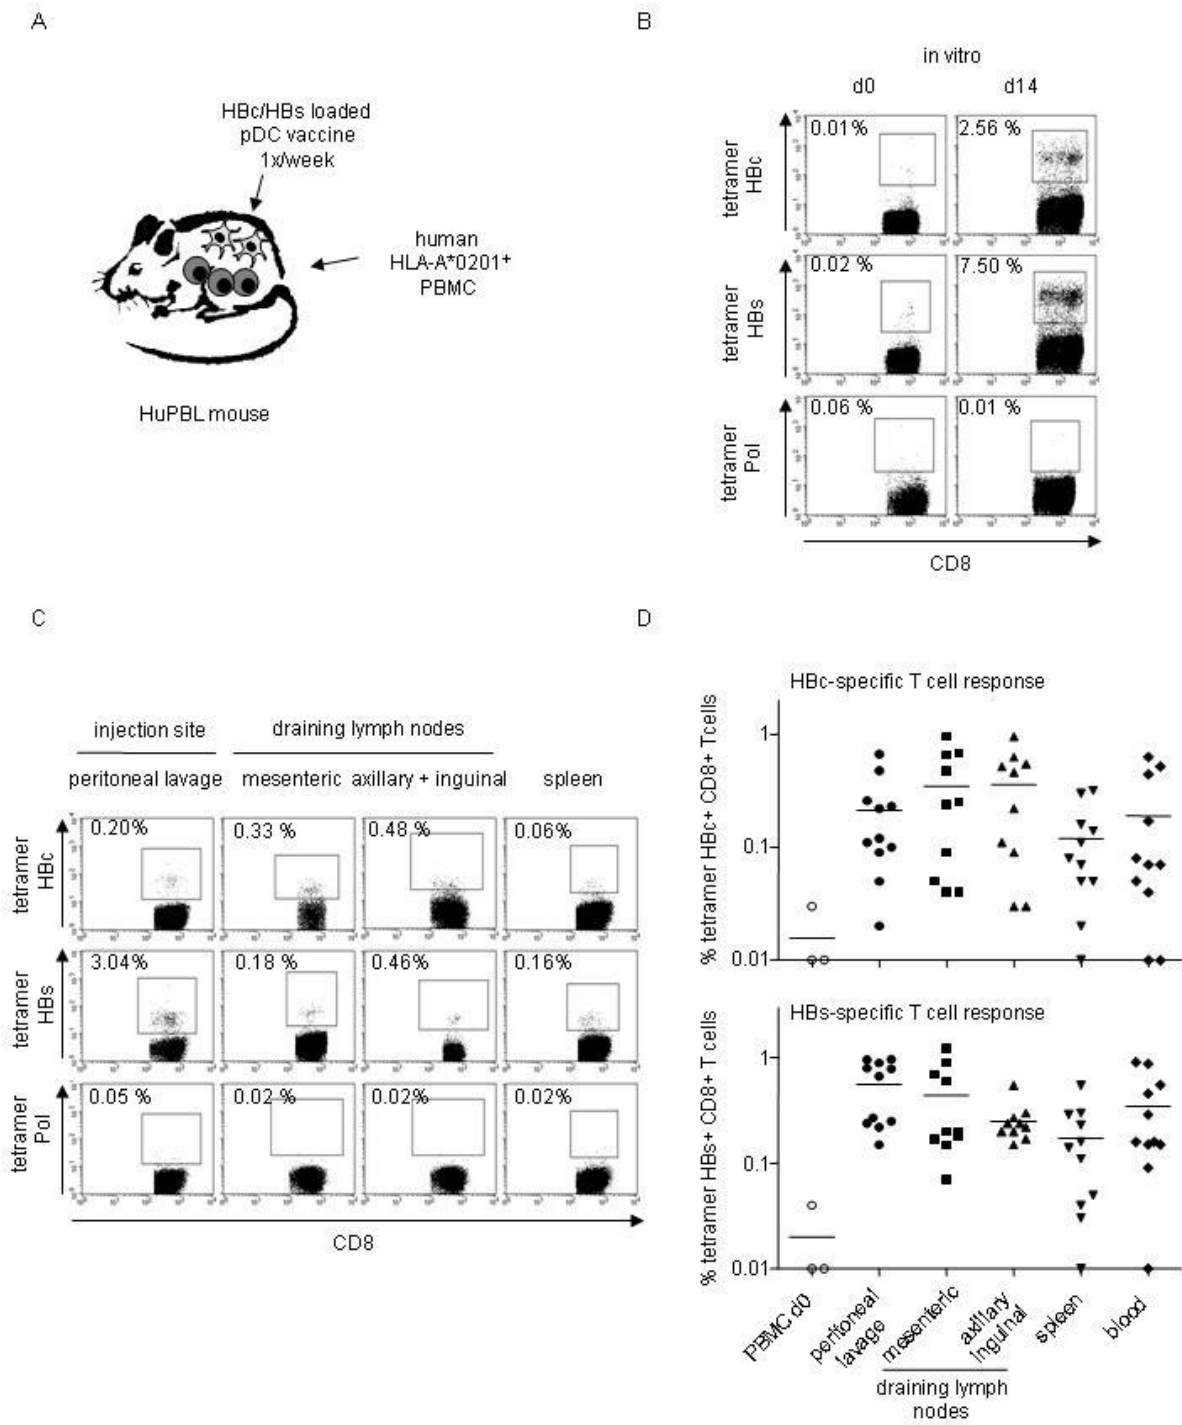 A
HBc/HBs loaded
pDC vaccine
1x/week
human
HLA-A*0201+
PBMC
HuPBL mouse
B
in vitro
d0
d14
tetramer
HBc
0.01%
2.56 %
tetramer
HBs
0.02 %
7.50 %
tetramer
Pol
0.06 %
0.01 %
CD8
C
injection site
draining lymph nodes
peritoneal lavage
mesenteric
axillary + inguinal
spleen
tetramer
HBc
0.20%
0.33 %
0.48 %
0.06%
tetramer
HBs
3.04%
0.18 %
0.46%
0.16%
tetramer
Pol
0.05 %
0.02 %
0.02%
0.02%
CD8
D
HBc-specific T cell response
% tetramer HBc+ CD8+ Tcells
1
0.1
0.01
HBs-specific T cell response
% tetramer HBs+ CD8+ T cells
1
0.1
0.01
PBMC d0
peritoneal
lavage
mesenteric
axillary
inguinal
spleen
blood
draining lymph
nodes